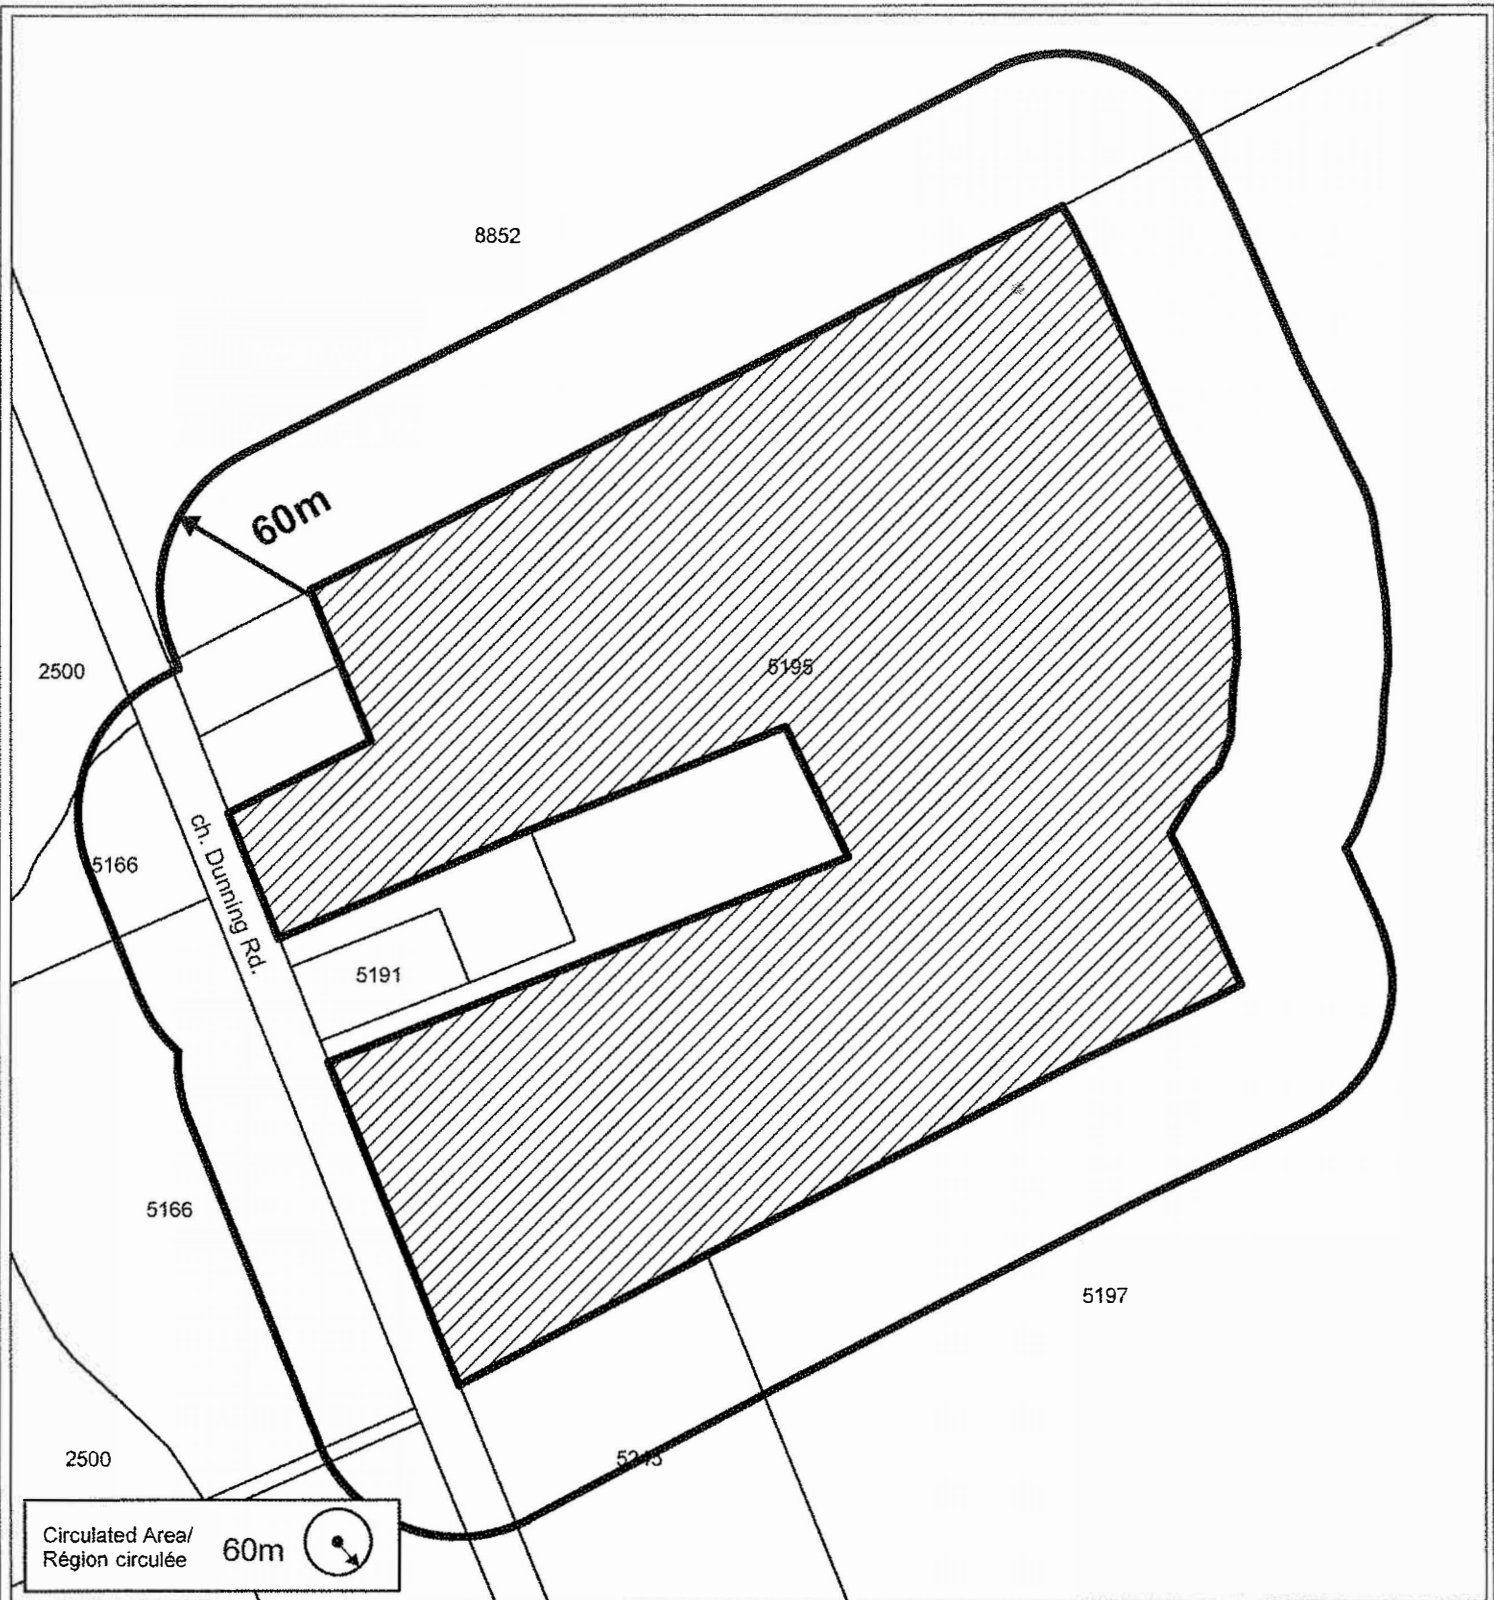 8852
60m
2500
5195
5166
ch. Dunning Rd.
5191
5166
5197
2500
Circulated Area/
Région circulée
60m